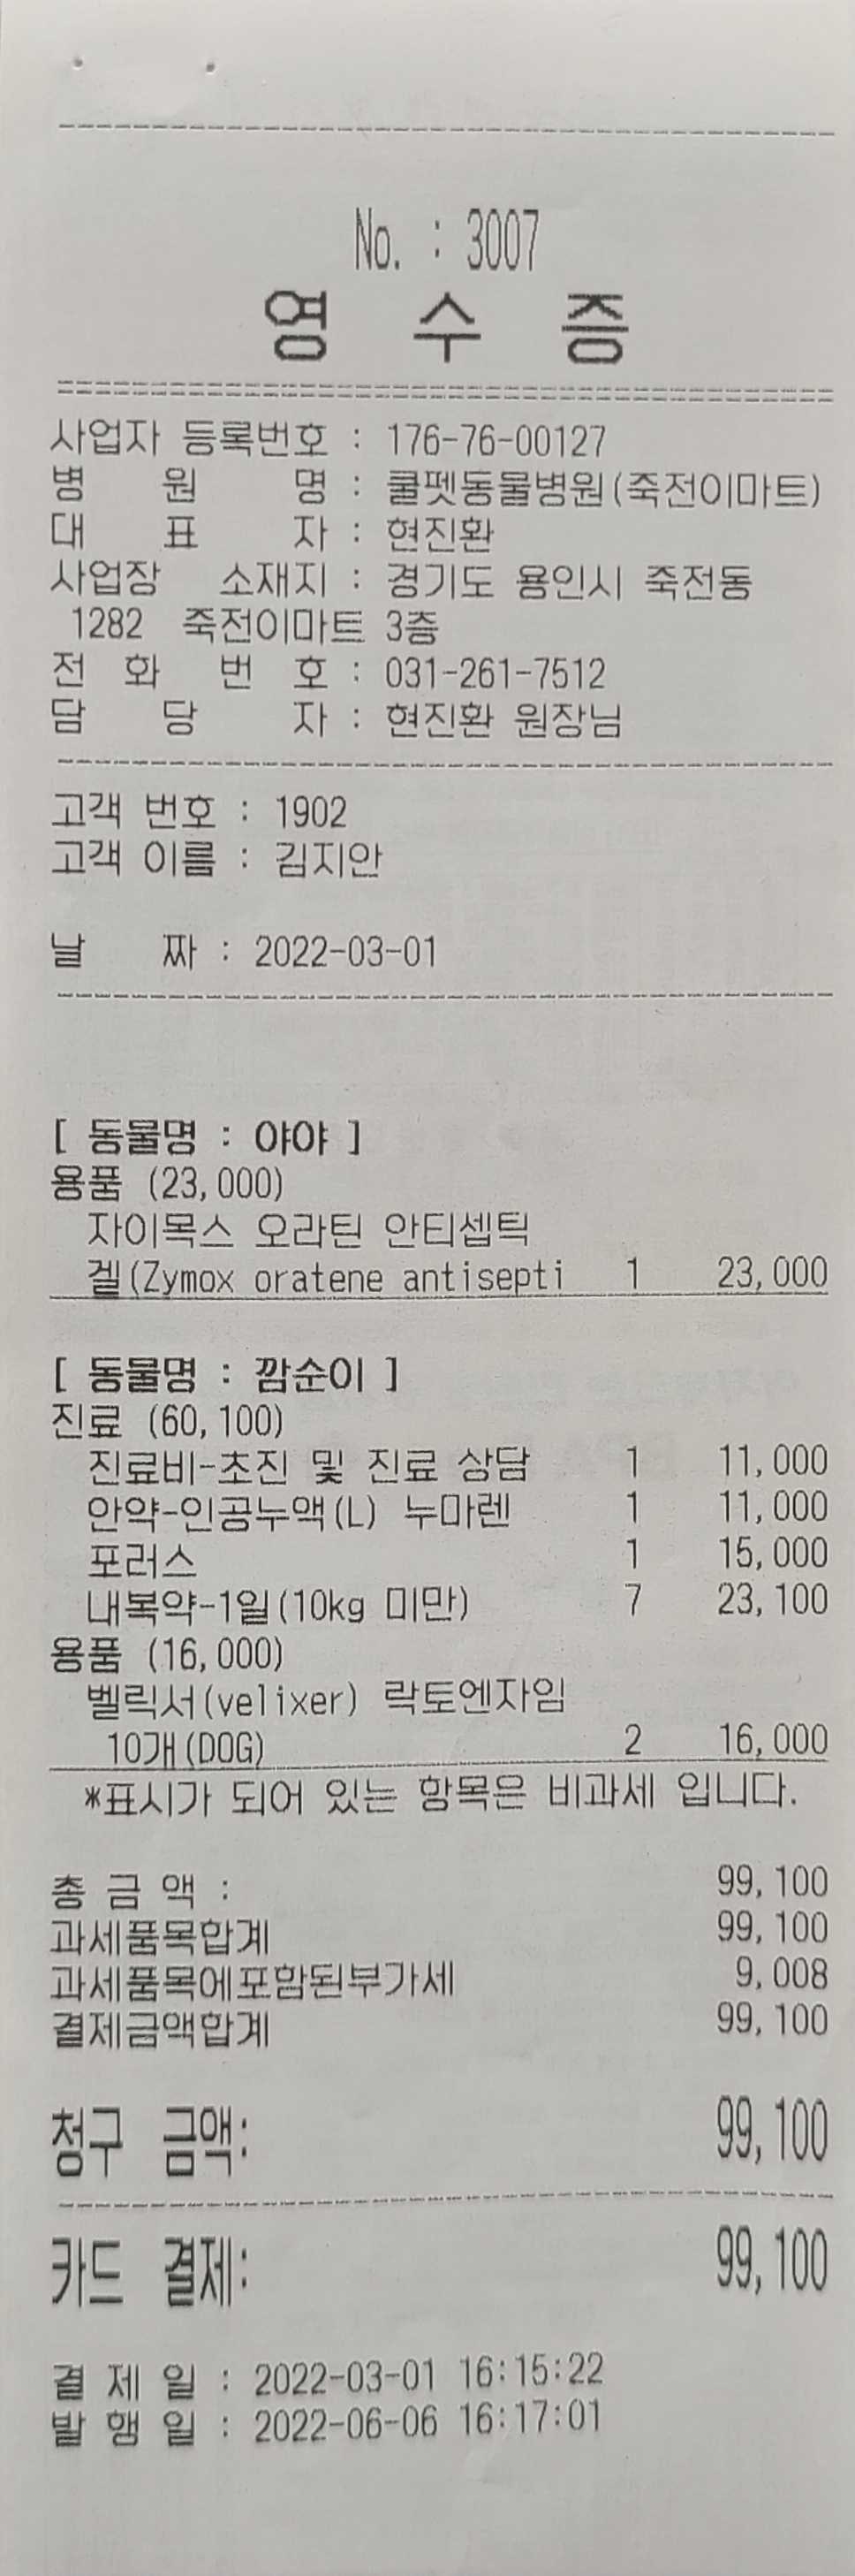 No. : 3007
영 수 증
사업자 등록번호 : 176-76-00127
병 원 명 : 쿨펫동물병원(죽전이마트)
대 표 자 : 현진환
사업장 소재지 : 경기도 용인시 죽전동
1282 죽전이마트 3층
전 화 번 호 : 031-261-7512
담 당 자 : 현진환 원장님
고객 번호 : 1902
고객 이름 : 김지안
날 짜 : 2022-03-01
[ 동물명 : 야야 ]
용품 (23,000)
자이목스 오라틴 안티셉틱
겔(Zymox oratene antisepti 1 23,000
[ 동물명 : 깜순이 ]
진료 (60,100)
진료비-초진 및 진료 상담 1 11,000
안약-인공누액(L) 누마렌 1 11,000
포러스 1 15,000
내복약-1일(10kg 미만) 7 23,100
용품 (16,000)
벨릭서(velixer) 락토엔자임
10개(DOG) 2 16,000
*표시가 되어 있는 항목은 비과세 입니다.
총 금 액 : 99,100
과세품목합계 99,100
과세품목에포함된부가세 9,008
결제금액합계 99,100
청구 금액: 99,100
카드 결제: 99,100
결 제 일 : 2022-03-01 16:15:22
발 행 일 : 2022-06-06 16:17:01